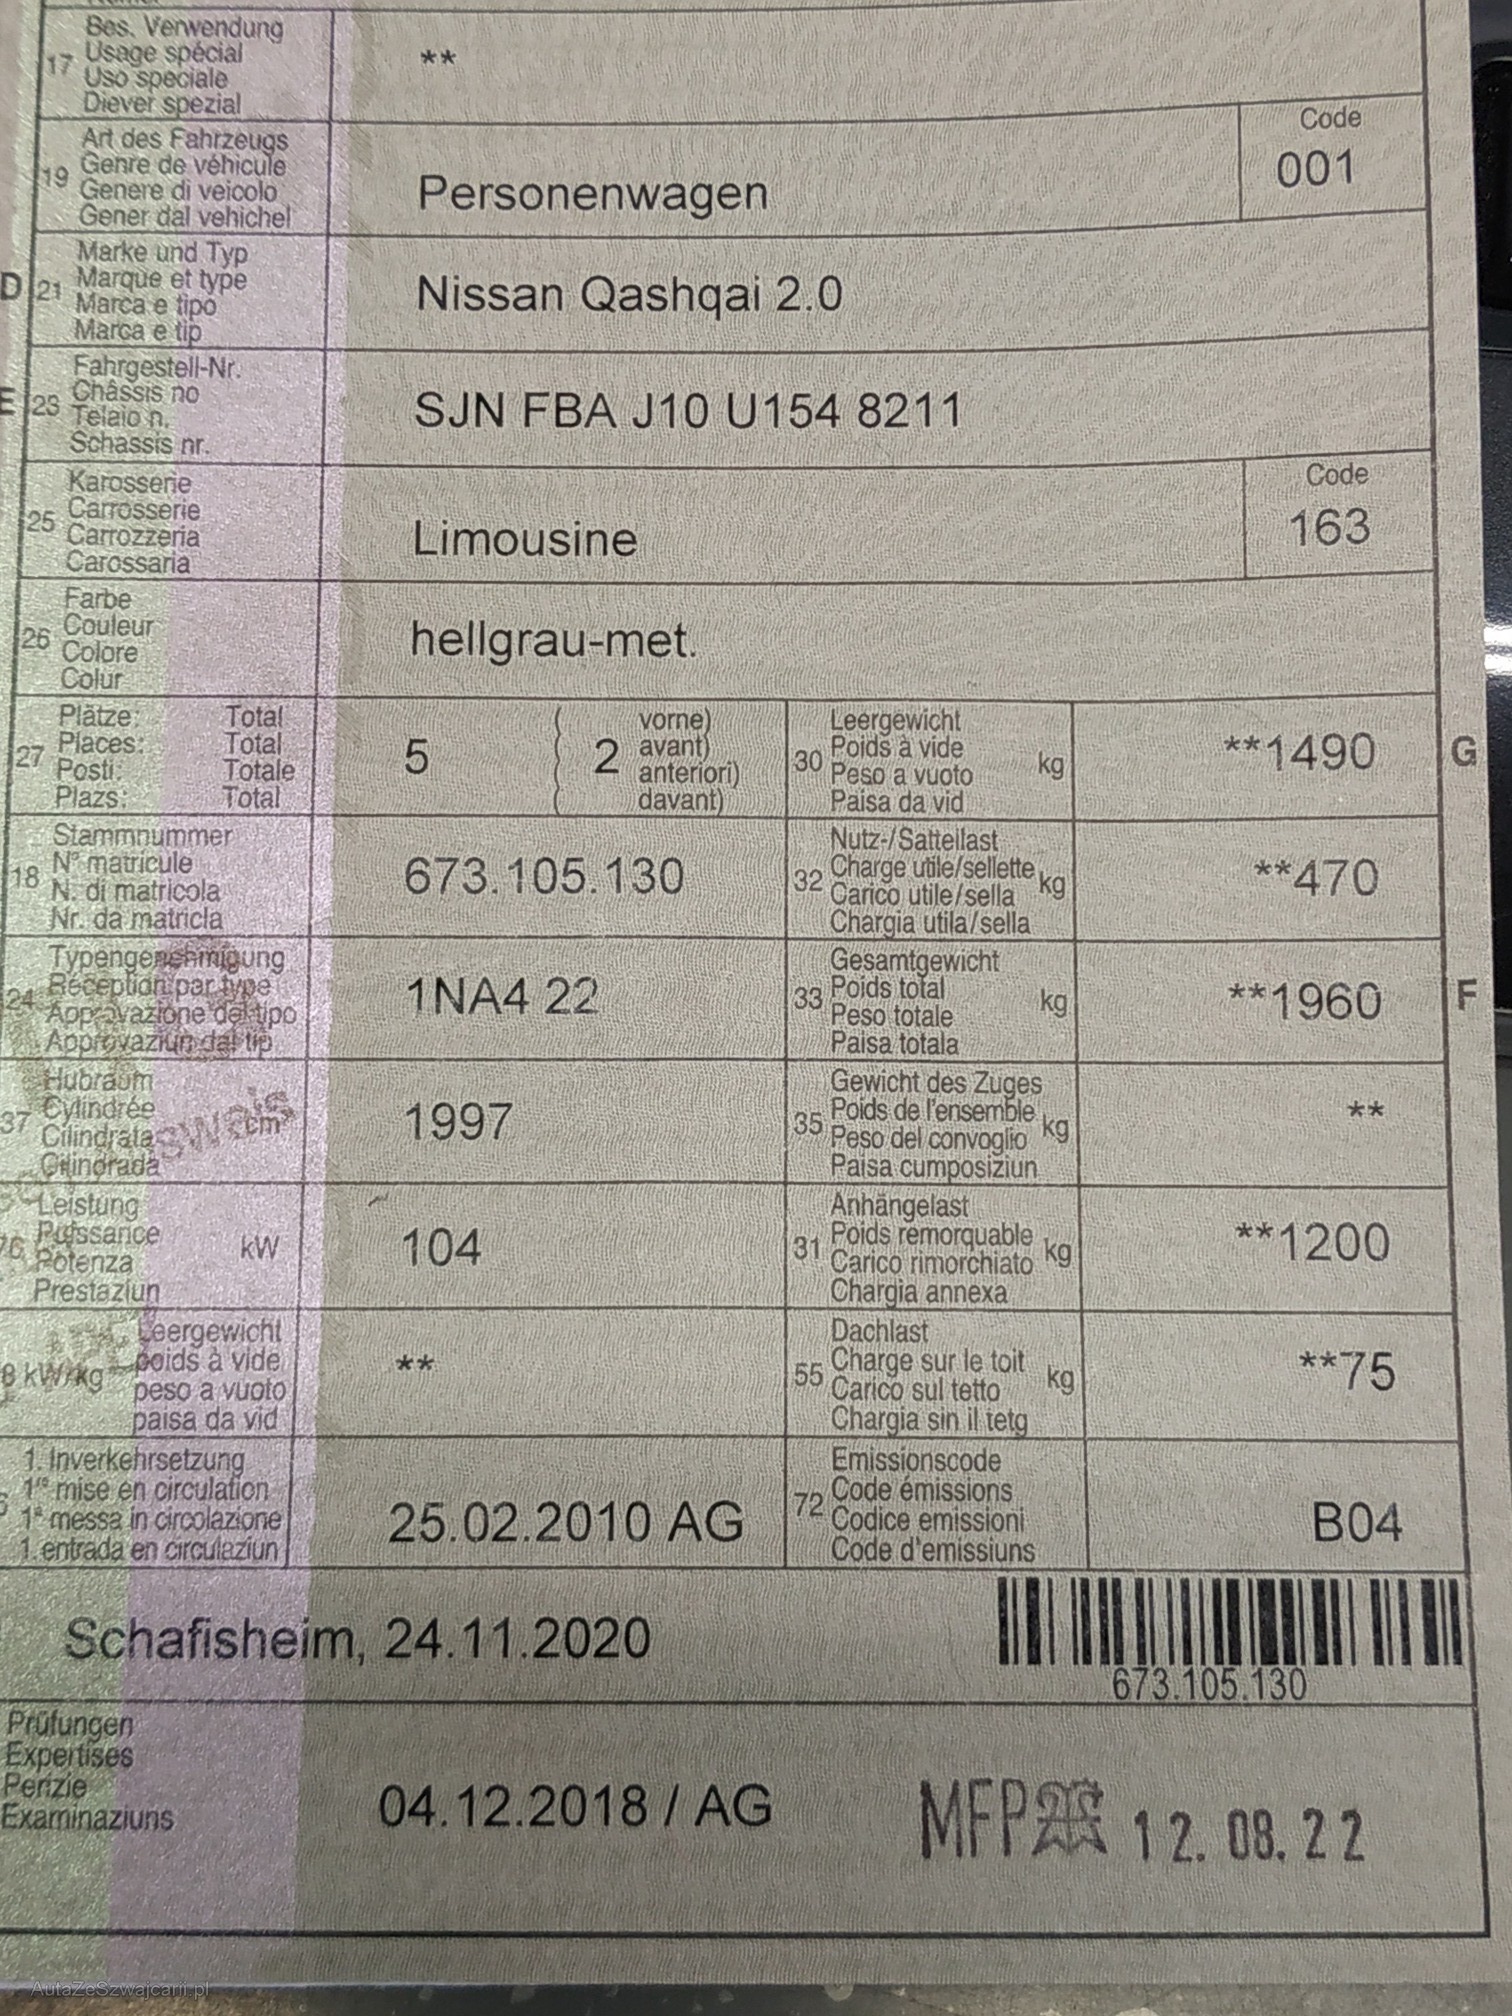 17 Bes. Verwendung
Usage spécial
Uso speciale
Diever spezial
**
19 Art des Fahrzeugs
Genre de véhicule
Genere di veicolo
Gener dal vehichel
Personenwagen
Code
001
D 21 Marke und Typ
Marque et type
Marca e tipo
Marca e tip
Nissan Qashqai 2.0
E 23 Fahrgestell-Nr.
Châssis no
Telaio n.
Schassis nr.
SJN FBA J10 U154 8211
25 Karosserie
Carrosserie
Carrozzeria
Carossaria
Limousine
Code
163
26 Farbe
Couleur
Colore
Colur
hellgrau-met.
27 Plätze: Total
Places: Total
Posti: Totale
Plazs: Total
5 ( 2 vorne)
avant)
anteriori)
davant)
30 Leergewicht
Poids à vide
Peso a vuoto kg
Paisa da vid
**1490 G
18 Stammnummer
N° matricule
N. di matricola
Nr. da matricla
673.105.130
32 Nutz-/Sattellast
Charge utile/sellette kg
Carico utile/sella
Chargia utila/sella
**470
24 Typengenehmigung
Réception par type
Approvazione del tipo
Approvaziun dal tip
1NA4 22
33 Gesamtgewicht
Poids total kg
Peso totale
Paisa totala
**1960 F
37 Hubraum
Cylindrée
Cilindrata cm³
Cilindrada
1997
35 Gewicht des Zuges
Poids de l'ensemble kg
Peso del convoglio
Paisa cumposiziun
**
76 Leistung
Puissance kW
Potenza
Prestaziun
104
31 Anhängelast
Poids remorquable kg
Carico rimorchiato
Chargia annexa
**1200
8 kW/kg Leergewicht
poids à vide
peso a vuoto
paisa da vid
**
55 Dachlast
Charge sur le toit kg
Carico sul tetto
Chargia sin il tetg
**75
1. Inverkehrsetzung
1re mise en circulation
1a messa in circolazione
1. entrada en circulaziun
25.02.2010 AG
72 Emissionscode
Code émissions
Codice emissioni
Code d'emissiuns
B04
Schafisheim, 24.11.2020
673.105.130
Prüfungen
Expertises
Perizie
Examinaziuns
04.12.2018 / AG
MFP 12. 08. 22
AutaZeSzwajcarii.pl